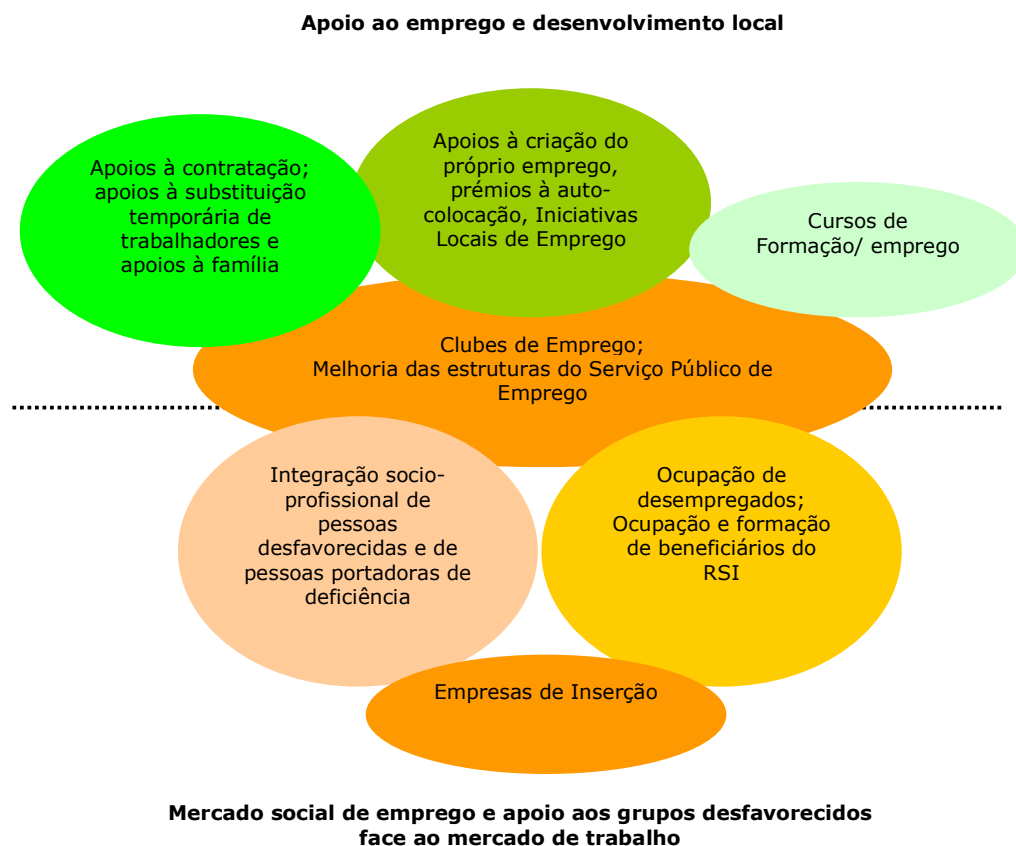 Apoio ao emprego e desenvolvimento local
Apoios à contratação;
apoios à substituição
temporária de
trabalhadores e
apoios à família
Apoios à criação do
próprio emprego,
prémios à auto-
colocação, Iniciativas
Locais de Emprego
Cursos de
Formação/ emprego
Clubes de Emprego;
Melhoria das estruturas do Serviço Público de
Emprego
Integração socio-
profissional de
pessoas
desfavorecidas e de
pessoas portadoras de
deficiência
Ocupação de
desempregados;
Ocupação e formação
de beneficiários do
RSI
Empresas de Inserção
Mercado social de emprego e apoio aos grupos desfavorecidos
face ao mercado de trabalho